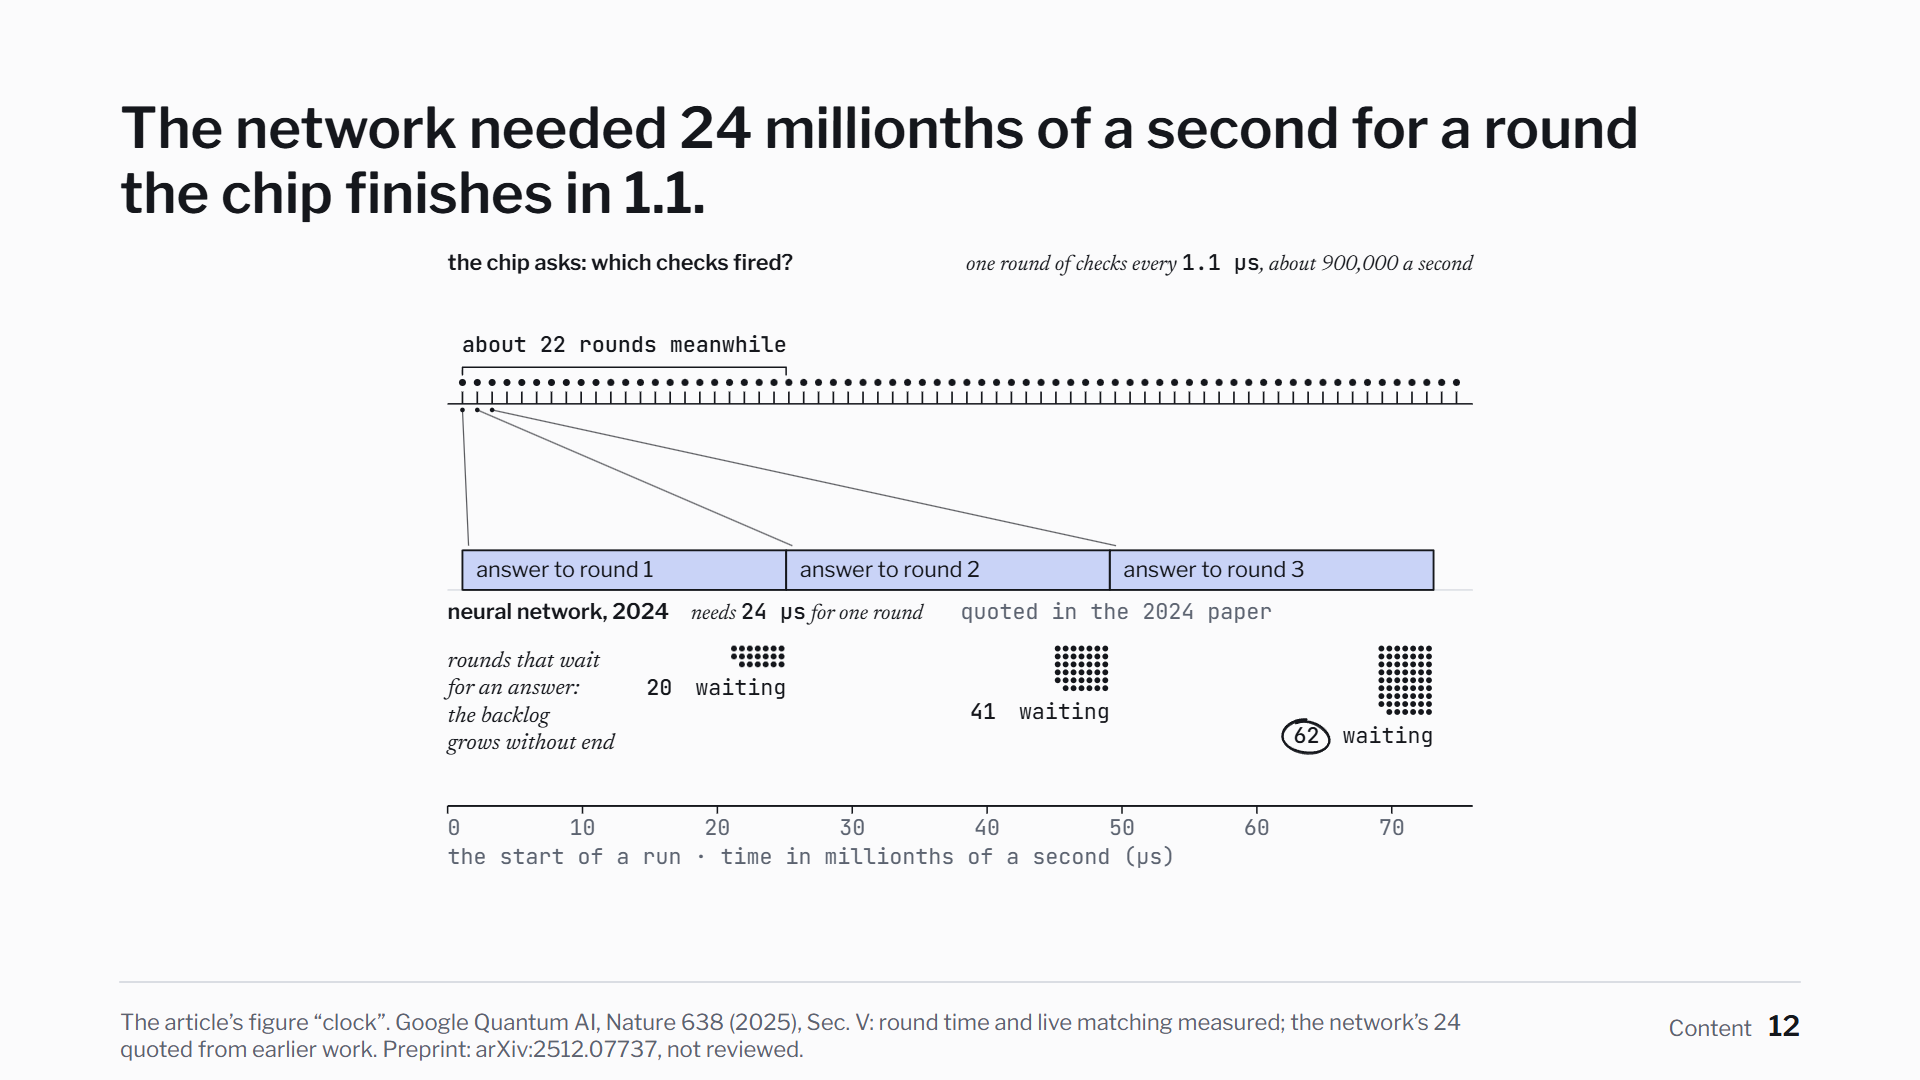 The network needed 24 millionths of a second for a round
the chip finishes in 1.1.
the chip asks: which checks fired?
one round of checks every 1.1 µs, about 900,000 a second
about 22 rounds meanwhile
answer to round 1
answer to round 2
answer to round 3
neural network, 2024 needs 24 µs for one round quoted in the 2024 paper
rounds that wait
for an answer:
the backlog
grows without end
20 waiting
41 waiting
62 waiting
0 10 20 30 40 50 60 70
the start of a run · time in millionths of a second (µs)
The article’s figure “clock”. Google Quantum AI, Nature 638 (2025), Sec. V: round time and live matching measured; the network’s 24
quoted from earlier work. Preprint: arXiv:2512.07737, not reviewed.
Content 12